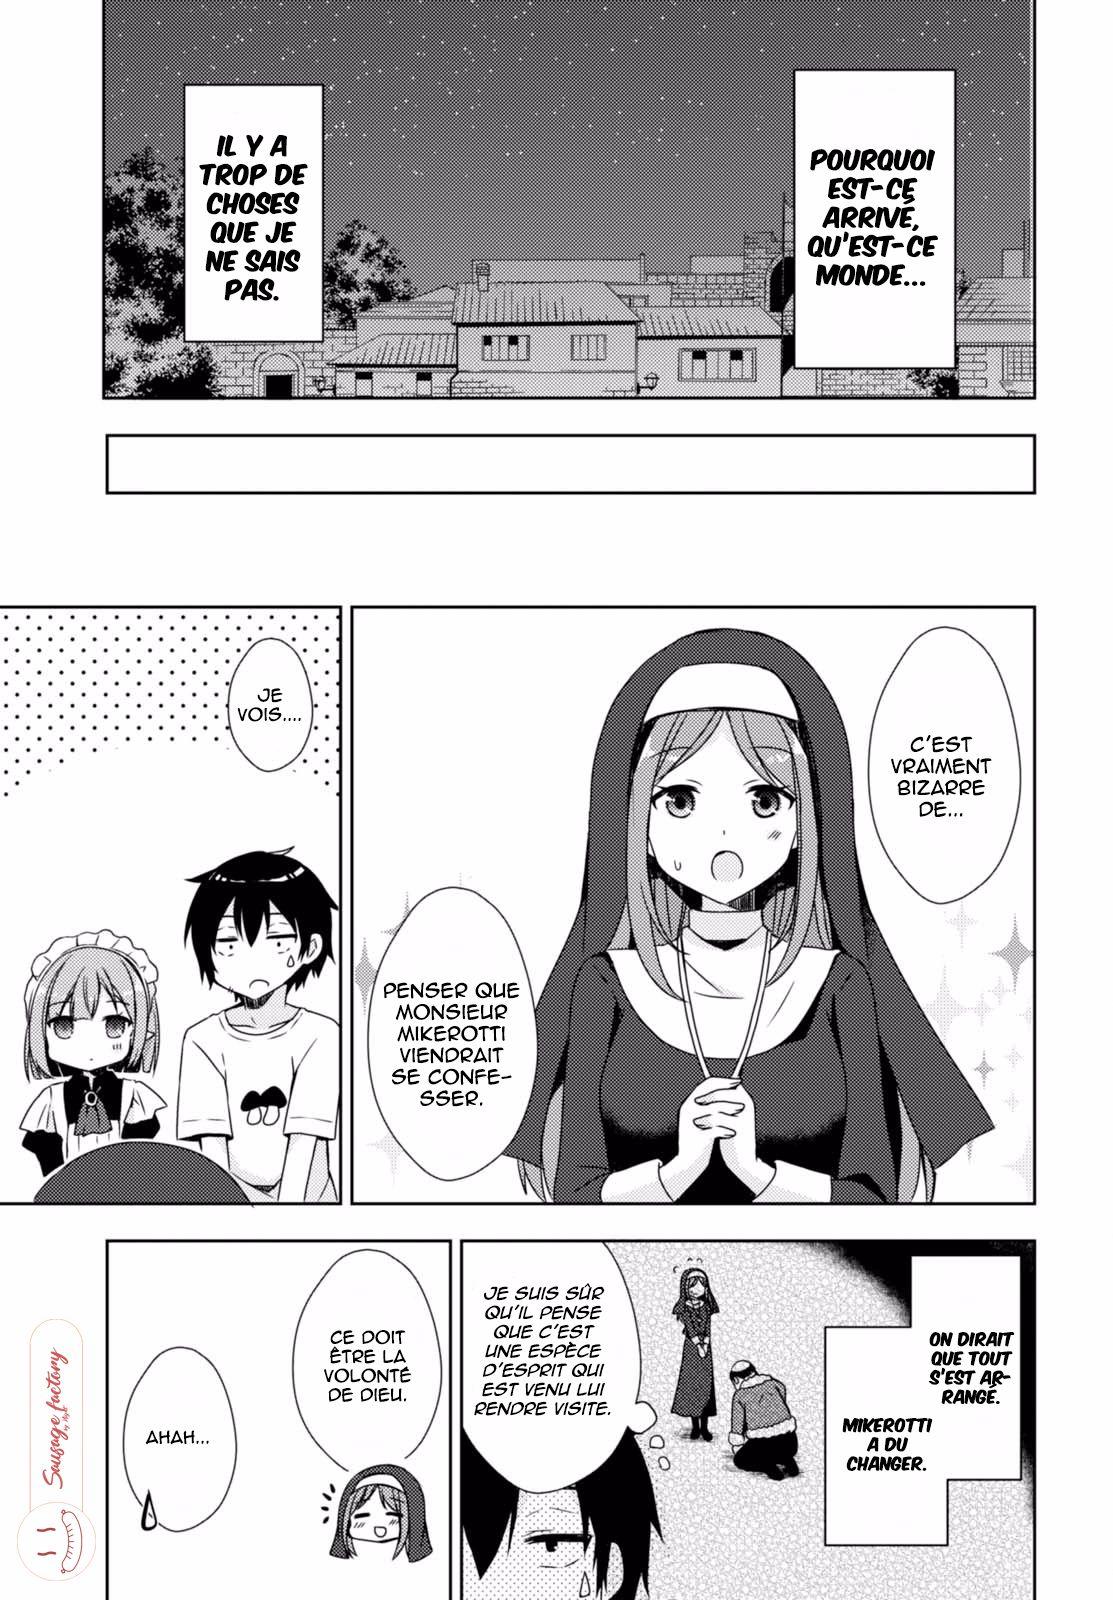 POURQUOI
EST-CE
ARRIVÉ,
QU'EST-CE
MONDE...
IL Y A
TROP DE
CHOSES
QUE JE
NE SAIS
PAS.
C'EST
VRAIMENT
BIZARRE
DE...
PENSER QUE
MONSIEUR
MIKEROTTI
VIENDRAIT
SE CONFE-
SSER.
JE
VOIS....
ON DIRAIT
QUE TOUT
S'EST AR-
RANGÉ.
MIKEROTTI
A DU
CHANGER.
JE SUIS SÛR
QU'IL PENSE
QUE C'EST
UNE ESPÈCE
D'ESPRIT QUI
EST VENU LUI
RENDRE VISITE.
CE DOIT
ÊTRE LA
VOLONTÉ
DE DIEU.
AHAH...
Sausage factory